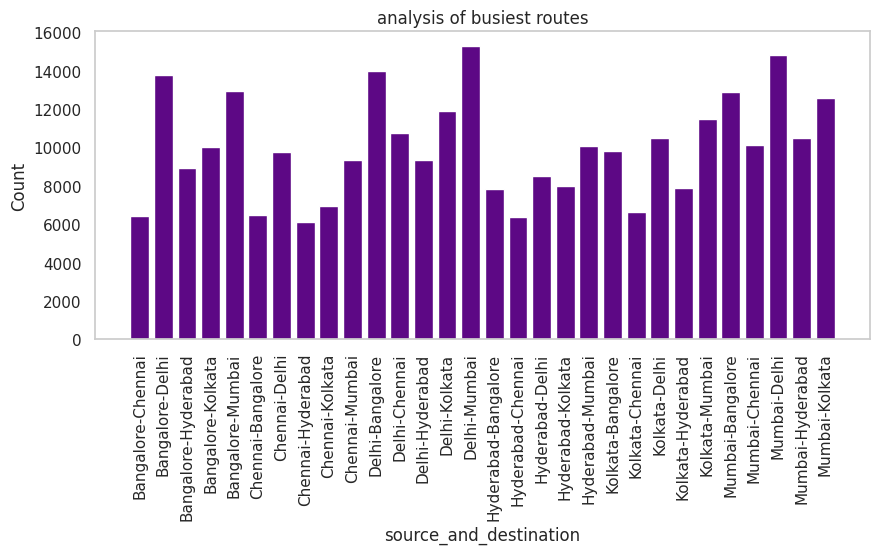 analysis of busiest routes
16000
14000
12000
10000
8000
6000
4000
2000
0
Count
Bangalore-Chennai
Bangalore-Delhi
Bangalore-Hyderabad
Bangalore-Kolkata
Bangalore-Mumbai
Chennai-Bangalore
Chennai-Delhi
Chennai-Hyderabad
Chennai-Kolkata
Chennai-Mumbai
Delhi-Bangalore
Delhi-Chennai
Delhi-Hyderabad
Delhi-Kolkata
Delhi-Mumbai
Hyderabad-Bangalore
Hyderabad-Chennai
Hyderabad-Delhi
Hyderabad-Kolkata
Hyderabad-Mumbai
Kolkata-Bangalore
Kolkata-Chennai
Kolkata-Delhi
Kolkata-Hyderabad
Kolkata-Mumbai
Mumbai-Bangalore
Mumbai-Chennai
Mumbai-Delhi
Mumbai-Hyderabad
Mumbai-Kolkata
source_and_destination